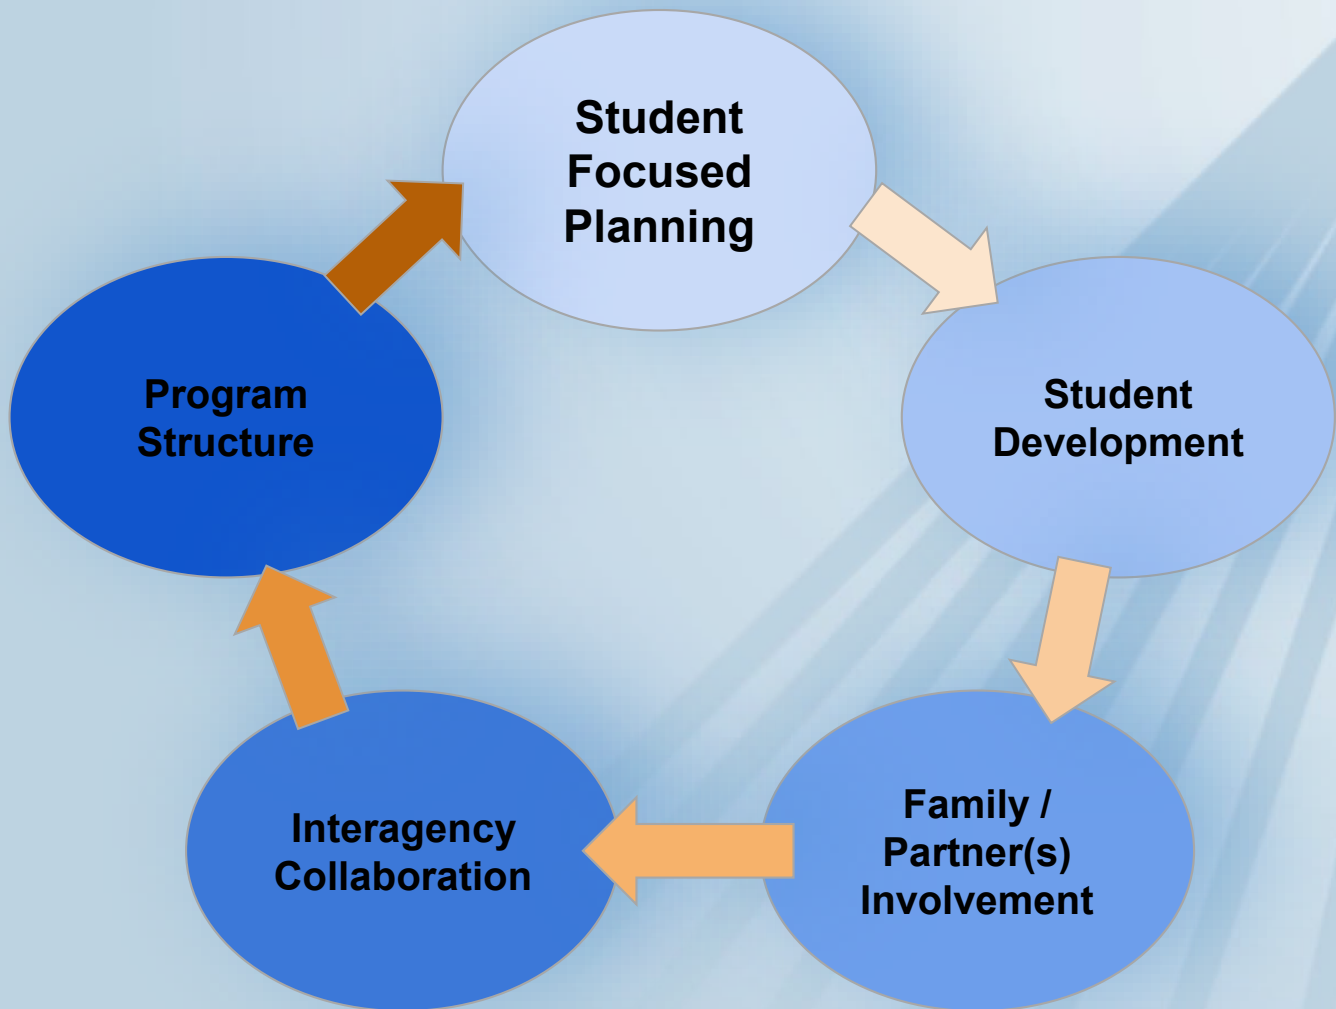 Student
Focused
Planning
Student
Development
Family /
Partner(s)
Involvement
Interagency
Collaboration
Program
Structure